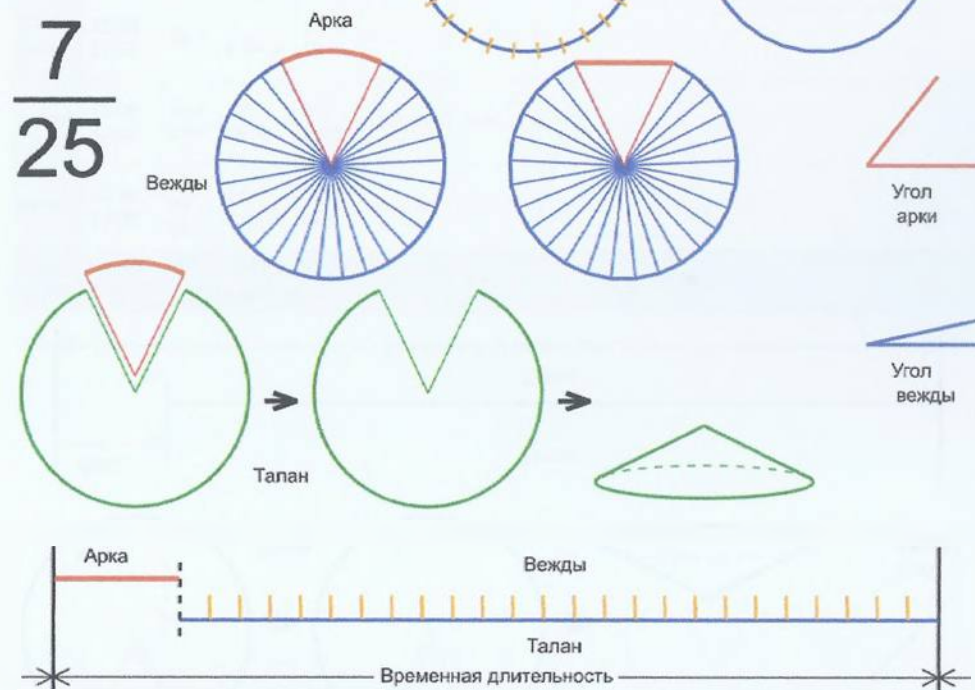 7
25
Арка
Вежды
Угол
арки
Угол
вежды
Талан
Арка
Вежды
Талан
Временная длительность